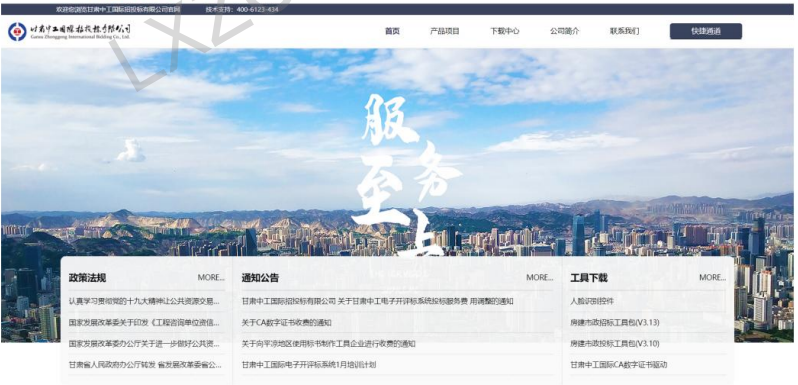 欢迎您浏览甘肃中工国际招投标有限公司官网 技术支持：400-6123-434
甘肃中工国际招投标有限公司
Gansu Zhonggong International Bidding Co., Ltd.
首页 产品项目 下载中心 公司简介 联系我们 快捷通道
服务
至上
政策法规 MORE...
认真学习贯彻党的十九大精神让公共资源交易...
国家发展改革委关于印发《工程咨询单位资信...
国家发展改革委办公厅关于进一步做好公共资...
甘肃省人民政府办公厅转发 省发展改革委省公...
通知公告 MORE...
甘肃中工国际招投标有限公司 关于甘肃中工电子开评标系统投标服务费 用调整的通知
关于CA数字证书收费的通知
关于向平凉地区使用标书制作工具企业进行收费的通知
甘肃中工国际电子开评标系统1月培训计划
工具下载 MORE...
人脸识别控件
房建市政招标工具包(V3.13)
房建市政投标工具包(V3.10)
甘肃中工国际CA数字证书驱动